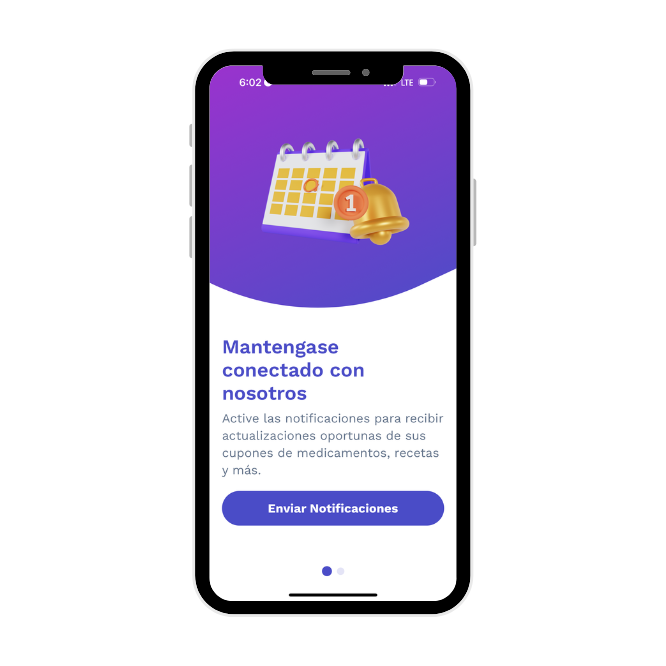 6:02
LTE
1
Mantengase
conectado con
nosotros
Active las notificaciones para recibir
actualizaciones oportunas de sus
cupones de medicamentos, recetas
y más.
Enviar Notificaciones